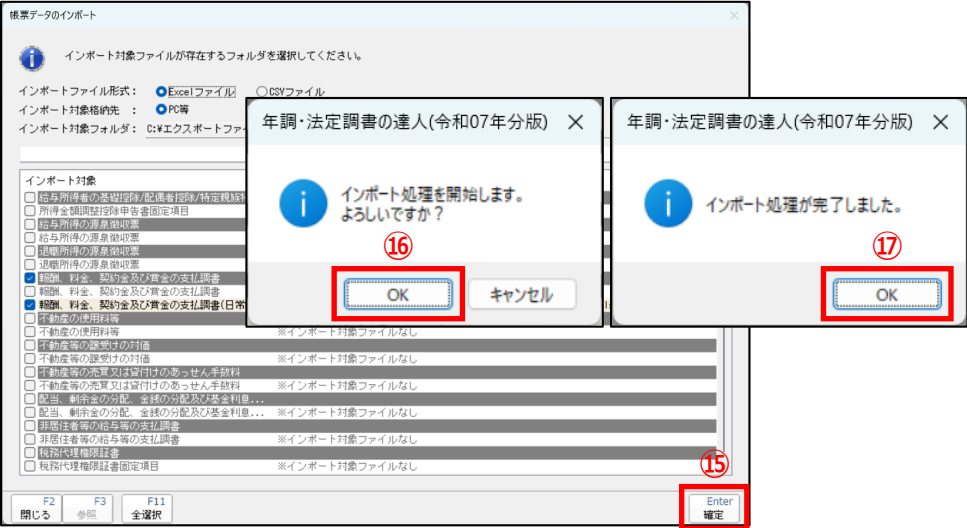 帳票データのインポート
インポート対象ファイルが存在するフォルダを選択してください。
インポートファイル形式： Excelファイル CSVファイル
インポート対象格納先 ： PC等
インポート対象フォルダ： C:¥エクスポートファ
インポート対象
給与所得者の基礎控除/配偶者控除/特定親族
所得金額調整控除申告書固定項目
給与所得の源泉徴収票
給与所得の源泉徴収票
退職所得の源泉徴収票
退職所得の源泉徴収票
報酬、料金、契約金及び賞金の支払調書
報酬、料金、契約金及び賞金の支払調書
報酬、料金、契約金及び賞金の支払調書(日常
不動産の使用料等
不動産の使用料等 ※インポート対象ファイルなし
不動産等の譲受けの対価
不動産等の譲受けの対価 ※インポート対象ファイルなし
不動産等の売買又は貸付けのあっせん手数料
不動産等の売買又は貸付けのあっせん手数料 ※インポート対象ファイルなし
配当、剰余金の分配、金銭の分配及び基金利息...
配当、剰余金の分配、金銭の分配及び基金利息... ※インポート対象ファイルなし
非居住者等の給与等の支払調書
非居住者等の給与等の支払調書 ※インポート対象ファイルなし
税務代理権限証書
税務代理権限証書固定項目 ※インポート対象ファイルなし
F2 閉じる
F3 参照
F11 全選択
⑮
Enter 確定
年調・法定調書の達人(令和07年分版)
インポート処理を開始します。
よろしいですか？
⑯
OK キャンセル
年調・法定調書の達人(令和07年分版)
インポート処理が完了しました。
⑰
OK